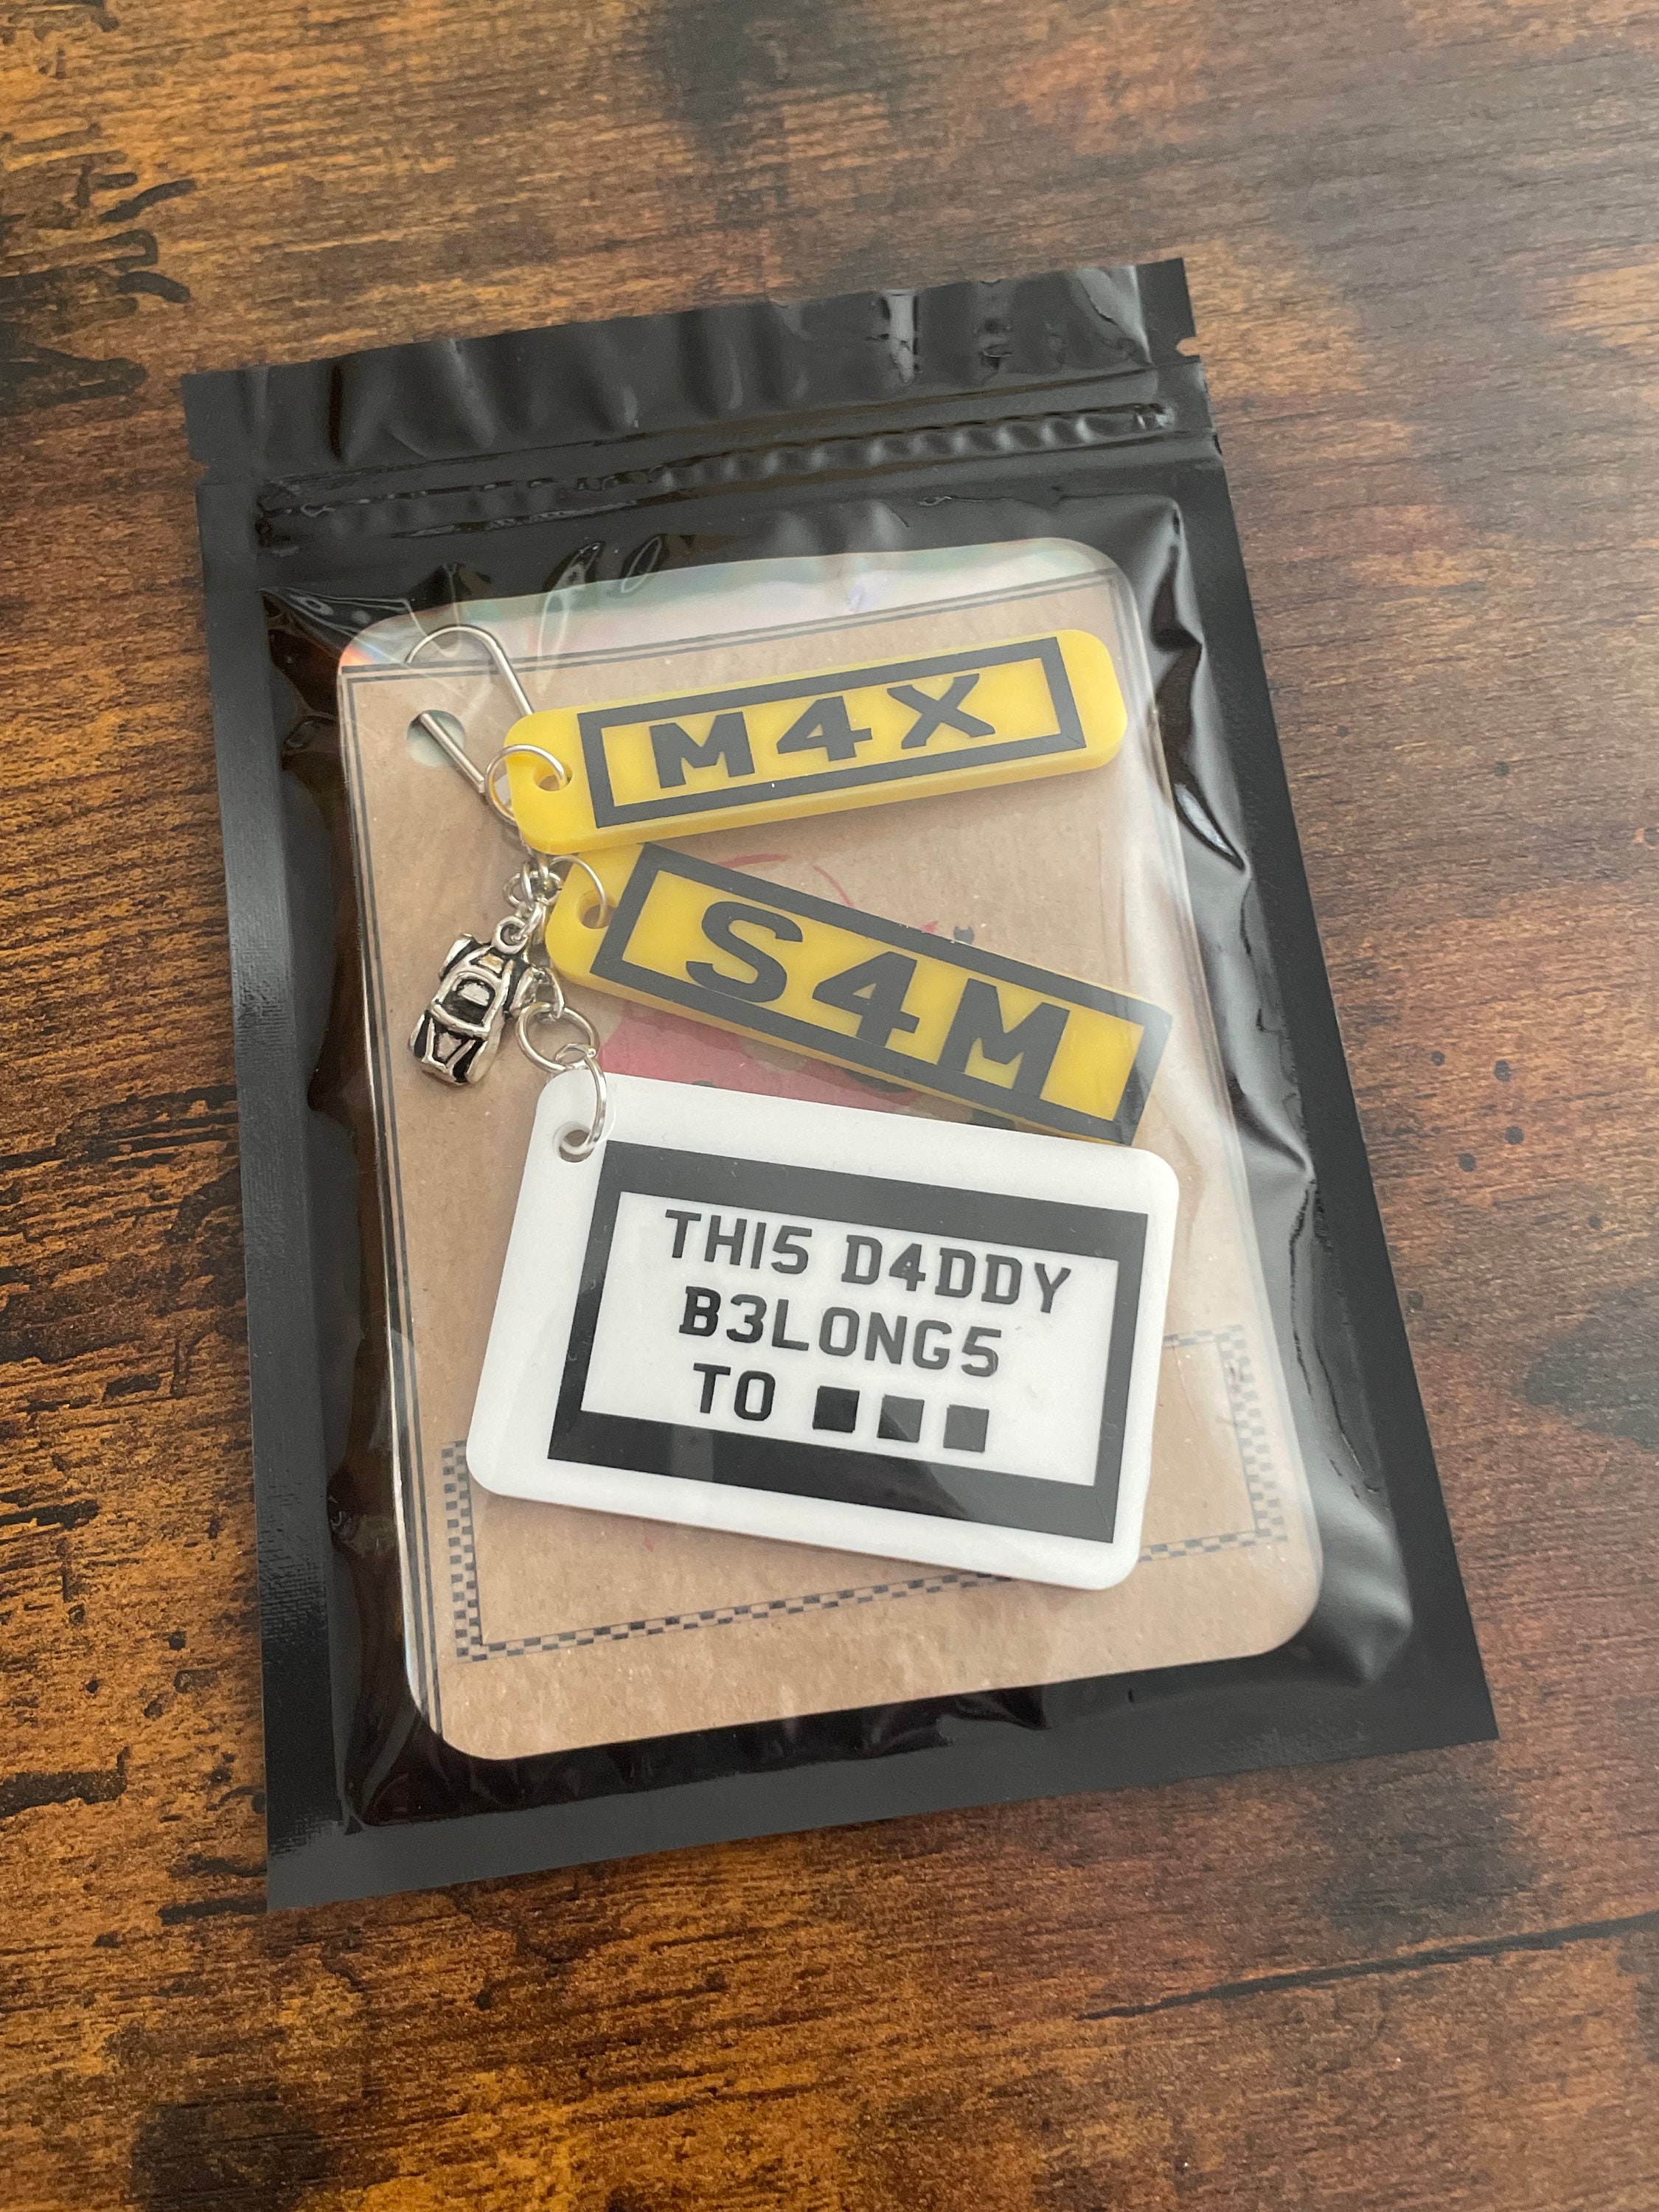 M4X
S4M
THI5 D4DDY
B3LONG5
TO ■■■